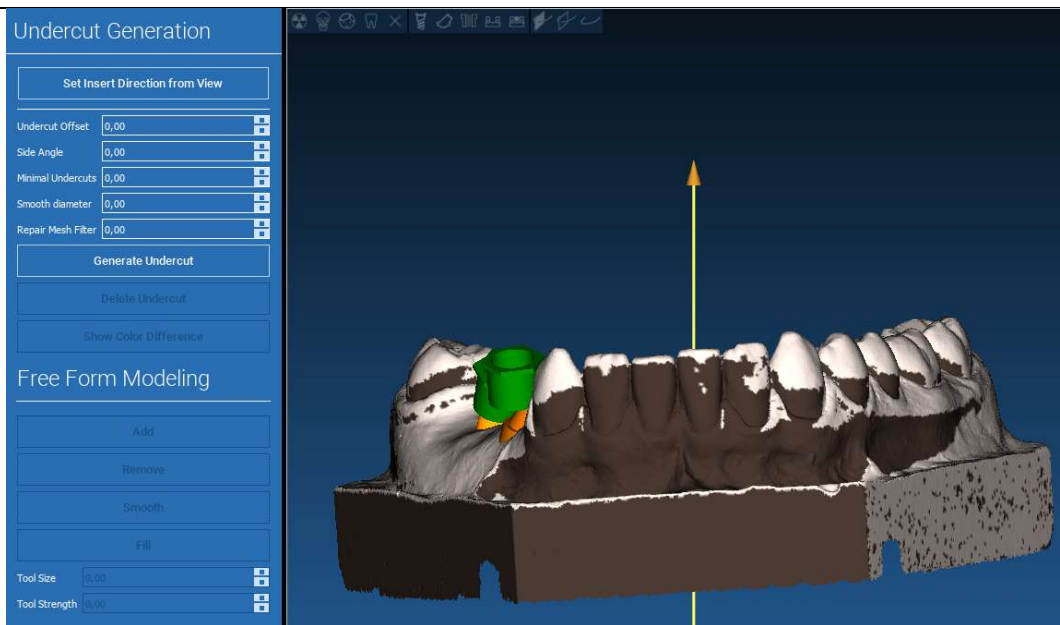 Undercut Generation
Set Insert Direction from View
Undercut Offset 0,00
Side Angle 0,00
Minimal Undercuts 0,00
Smooth diameter 0,00
Repair Mesh Filter 0,00
Generate Undercut
Delete Undercut
Show Color Difference
Free Form Modeling
Add
Remove
Smooth
Fill
Tool Size 0,00
Tool Strength 0,00